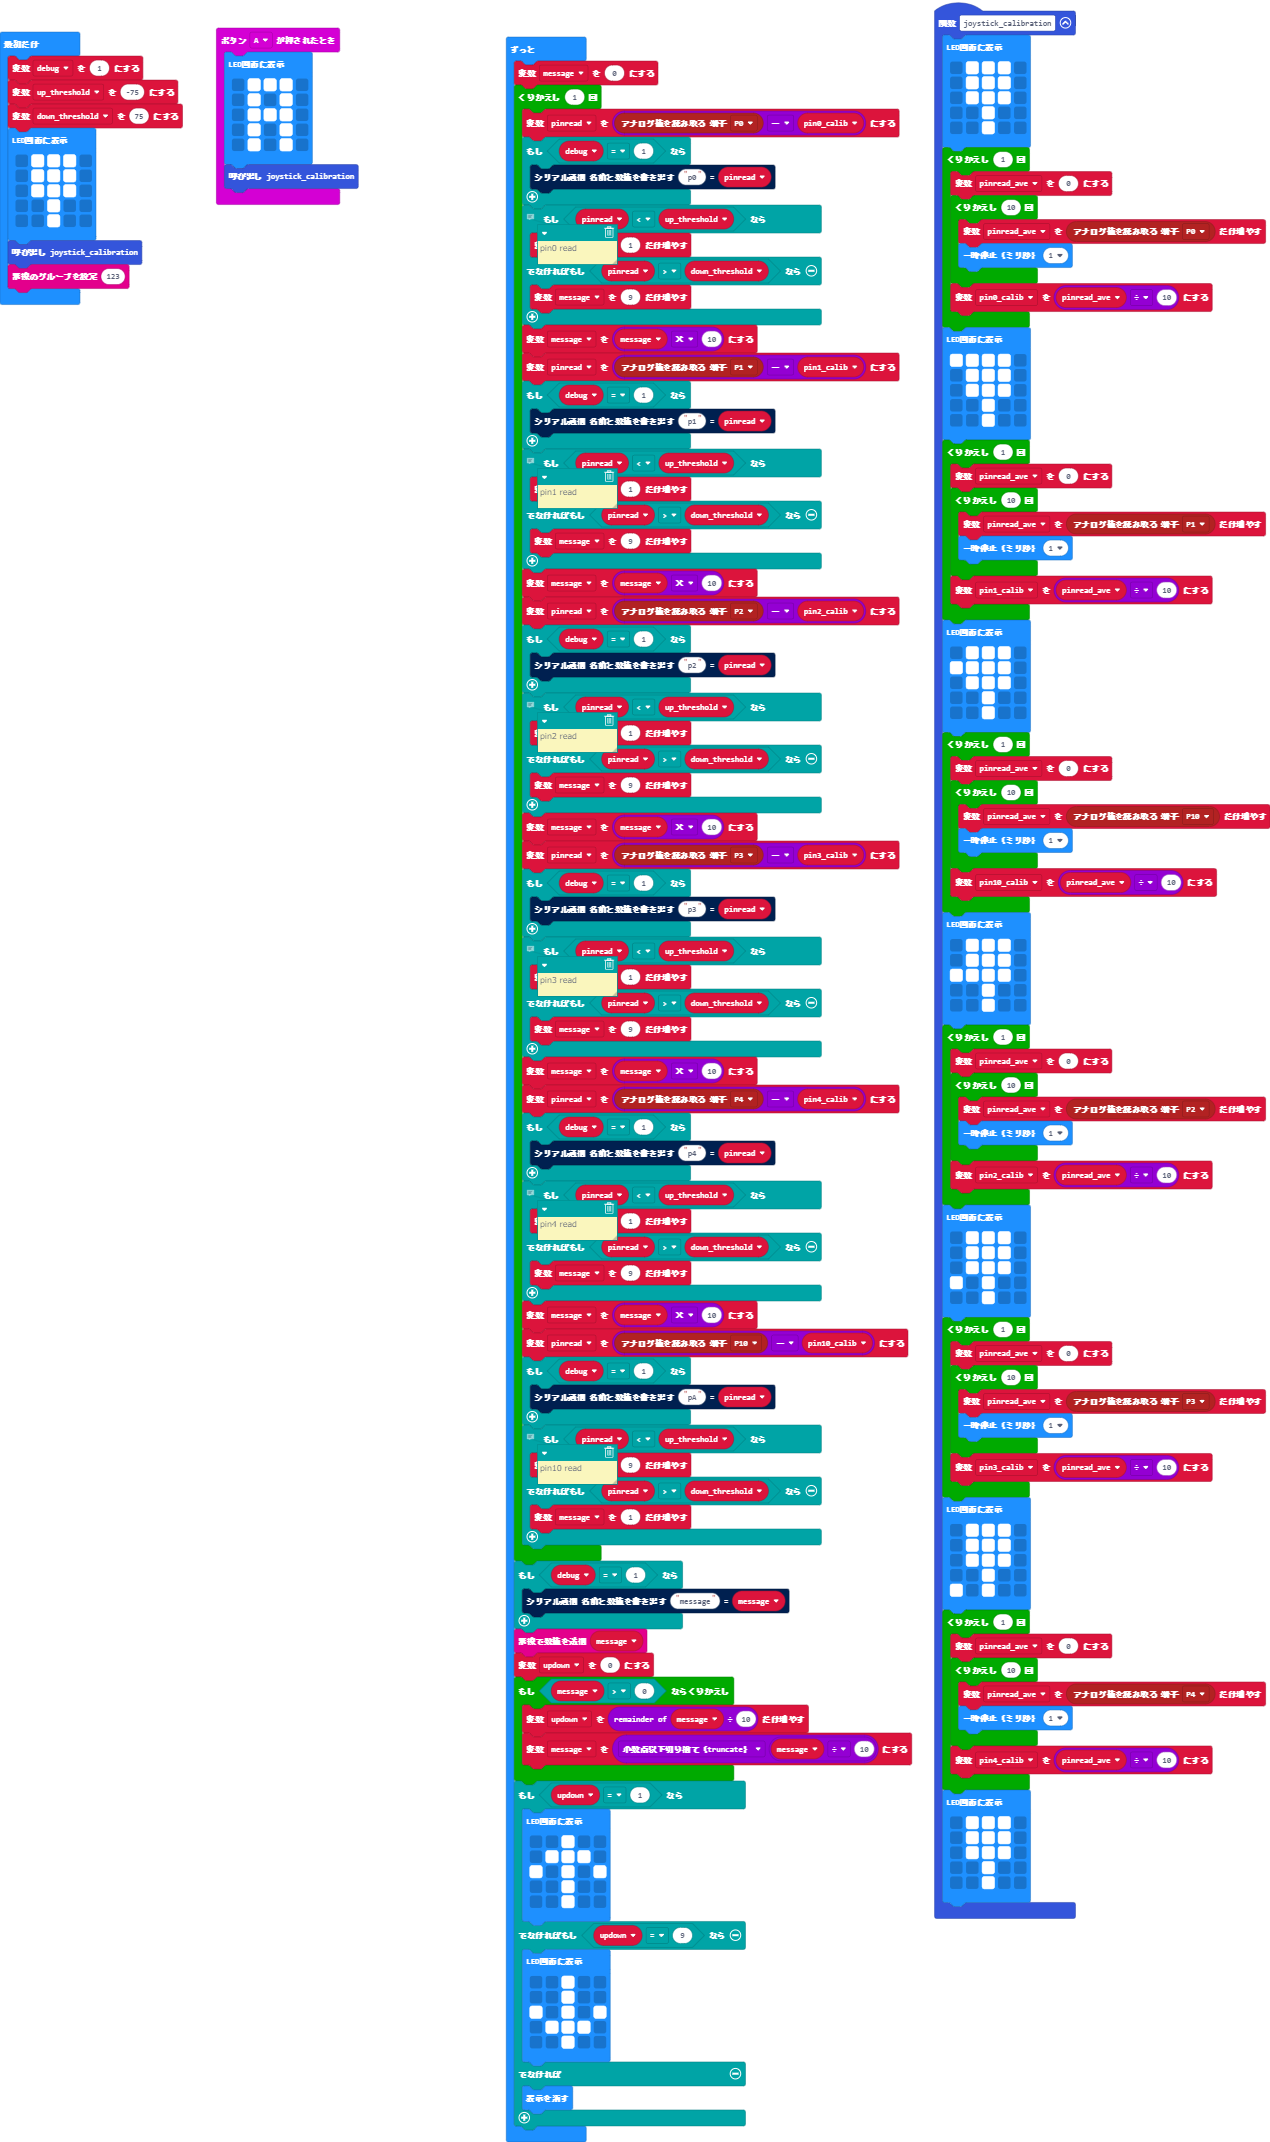 最初だけ
変数 debug を 1 にする
変数 up_threshold を -75 にする
変数 down_threshold を 75 にする
LED画面に表示
呼び出し joystick_calibration
無線のグループを設定 123
ボタン A が押されたとき
LED画面に表示
呼び出し joystick_calibration
ずっと
変数 message を 0 にする
くりかえし 1 回
変数 pinread を アナログ値を読み取る 端子 P0 - pin0_calib にする
もし debug = 1 なら
シリアル通信 名前と数値を書き出す "p0" = pinread
もし pinread < up_threshold なら
pin0 read
1 だけ増やす
でなければもし pinread > down_threshold なら
変数 message を 9 だけ増やす
変数 message を message × 10 にする
変数 pinread を アナログ値を読み取る 端子 P1 - pin1_calib にする
もし debug = 1 なら
シリアル通信 名前と数値を書き出す "p1" = pinread
もし pinread < up_threshold なら
pin1 read
1 だけ増やす
でなければもし pinread > down_threshold なら
変数 message を 9 だけ増やす
変数 message を message × 10 にする
変数 pinread を アナログ値を読み取る 端子 P2 - pin2_calib にする
もし debug = 1 なら
シリアル通信 名前と数値を書き出す "p2" = pinread
もし pinread < up_threshold なら
pin2 read
1 だけ増やす
でなければもし pinread > down_threshold なら
変数 message を 9 だけ増やす
変数 message を message × 10 にする
変数 pinread を アナログ値を読み取る 端子 P3 - pin3_calib にする
もし debug = 1 なら
シリアル通信 名前と数値を書き出す "p3" = pinread
もし pinread < up_threshold なら
pin3 read
1 だけ増やす
でなければもし pinread > down_threshold なら
変数 message を 9 だけ増やす
変数 message を message × 10 にする
変数 pinread を アナログ値を読み取る 端子 P4 - pin4_calib にする
もし debug = 1 なら
シリアル通信 名前と数値を書き出す "p4" = pinread
もし pinread < up_threshold なら
pin4 read
1 だけ増やす
でなければもし pinread > down_threshold なら
変数 message を 9 だけ増やす
変数 message を message × 10 にする
変数 pinread を アナログ値を読み取る 端子 P10 - pin10_calib にする
もし debug = 1 なら
シリアル通信 名前と数値を書き出す "pA" = pinread
もし pinread < up_threshold なら
pin10 read
9 だけ増やす
でなければもし pinread > down_threshold なら
変数 message を 1 だけ増やす
もし debug = 1 なら
シリアル通信 名前と数値を書き出す "message" = message
無線で数値を送信 message
変数 updown を 0 にする
もし message > 0 ならくりかえし
変数 updown を remainder of message ÷ 10 だけ増やす
変数 message を 小数点以下切り捨て (truncate) message ÷ 10 にする
もし updown = 1 なら
LED画面に表示
でなければもし updown = 9 なら
LED画面に表示
でなければ
表示を消す
関数 joystick_calibration
LED画面に表示
くりかえし 1 回
変数 pinread_ave を 0 にする
くりかえし 10 回
変数 pinread_ave を アナログ値を読み取る 端子 P0 だけ増やす
一時停止 (ミリ秒) 1
変数 pin0_calib を pinread_ave ÷ 10 にする
LED画面に表示
くりかえし 1 回
変数 pinread_ave を 0 にする
くりかえし 10 回
変数 pinread_ave を アナログ値を読み取る 端子 P1 だけ増やす
一時停止 (ミリ秒) 1
変数 pin1_calib を pinread_ave ÷ 10 にする
LED画面に表示
くりかえし 1 回
変数 pinread_ave を 0 にする
くりかえし 10 回
変数 pinread_ave を アナログ値を読み取る 端子 P10 だけ増やす
一時停止 (ミリ秒) 1
変数 pin10_calib を pinread_ave ÷ 10 にする
LED画面に表示
くりかえし 1 回
変数 pinread_ave を 0 にする
くりかえし 10 回
変数 pinread_ave を アナログ値を読み取る 端子 P2 だけ増やす
一時停止 (ミリ秒) 1
変数 pin2_calib を pinread_ave ÷ 10 にする
LED画面に表示
くりかえし 1 回
変数 pinread_ave を 0 にする
くりかえし 10 回
変数 pinread_ave を アナログ値を読み取る 端子 P3 だけ増やす
一時停止 (ミリ秒) 1
変数 pin3_calib を pinread_ave ÷ 10 にする
LED画面に表示
くりかえし 1 回
変数 pinread_ave を 0 にする
くりかえし 10 回
変数 pinread_ave を アナログ値を読み取る 端子 P4 だけ増やす
一時停止 (ミリ秒) 1
変数 pin4_calib を pinread_ave ÷ 10 にする
LED画面に表示